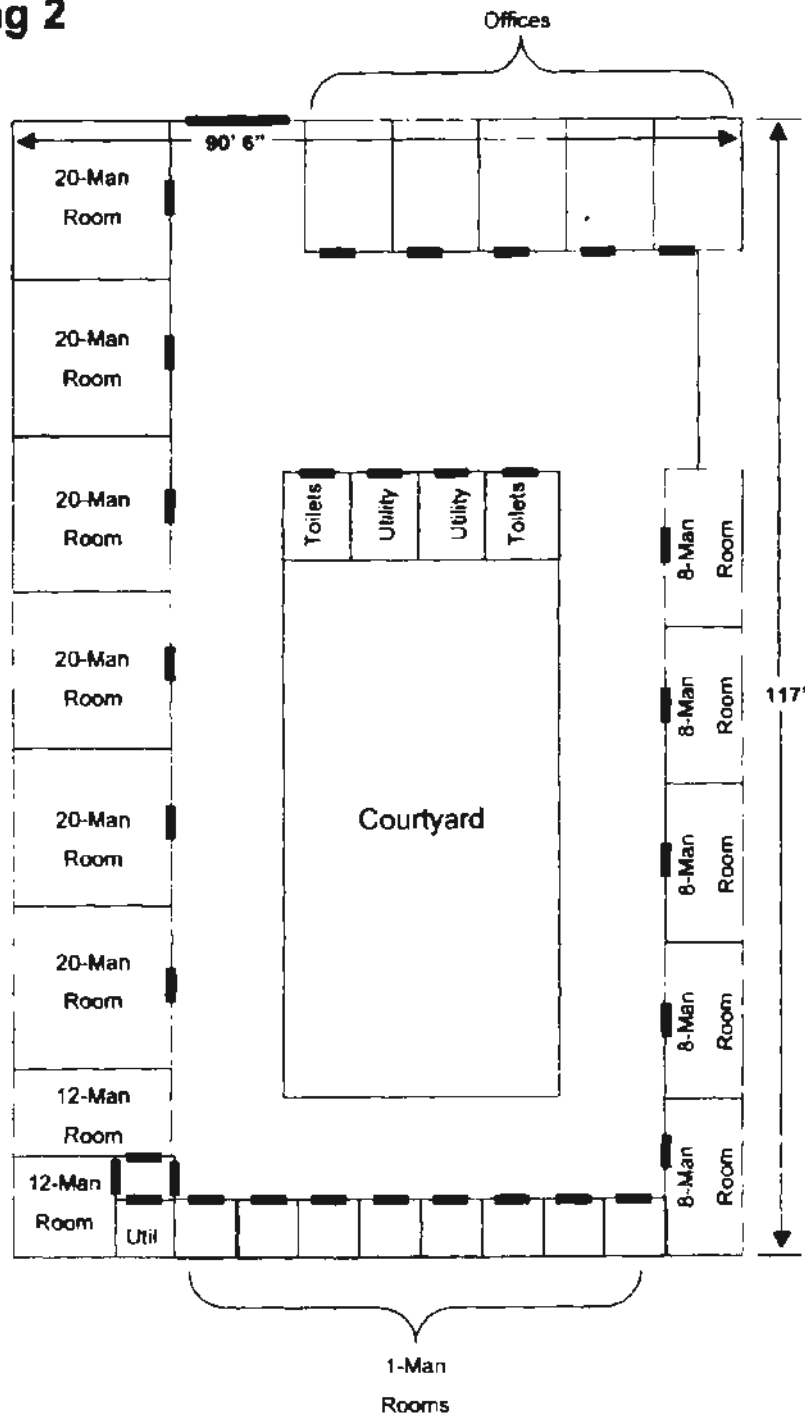 g 2
Offices
90' 6"
20-Man
Room
20-Man
Room
20-Man
Room
20-Man
Room
20-Man
Room
20-Man
Room
12-Man
Room
12-Man
Room
Util
Toilets
Utility
Utility
Toilets
Courtyard
8-Man
Room
8-Man
Room
8-Man
Room
8-Man
Room
8-Man
Room
117'
1-Man
Rooms